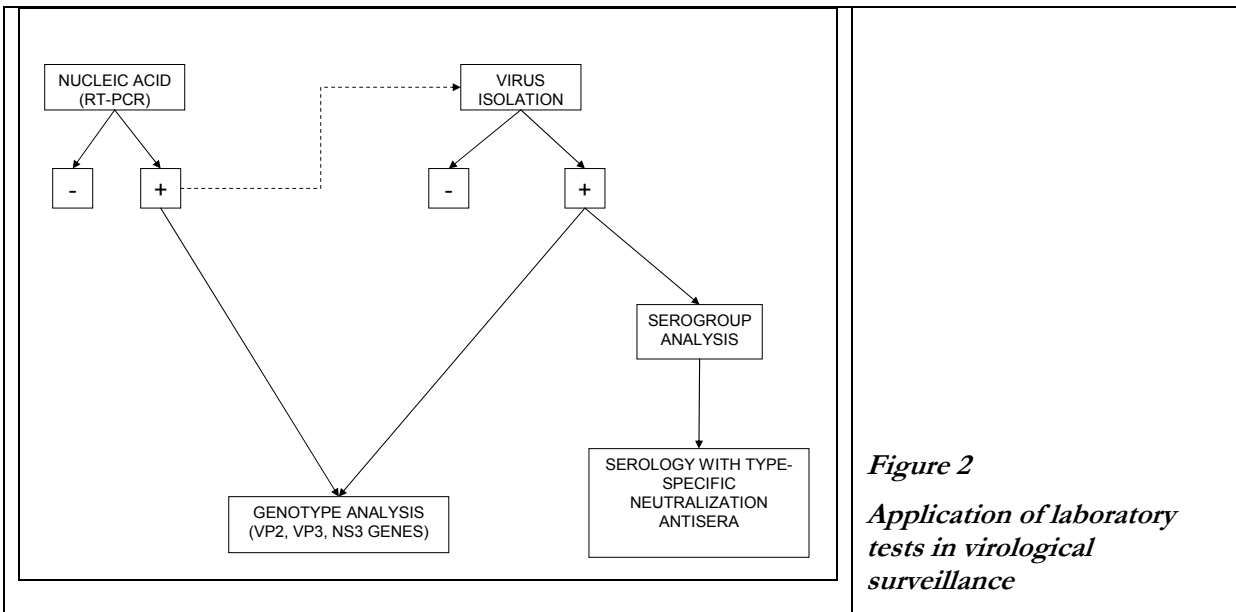 NUCLEIC ACID
(RT-PCR)
VIRUS
ISOLATION
-
+
-
+
SEROGROUP
ANALYSIS
SEROLOGY WITH TYPE-
SPECIFIC
NEUTRALIZATION
ANTISERA
GENOTYPE ANALYSIS
(VP2, VP3, NS3 GENES)
Figure 2
Application of laboratory
tests in virological
surveillance